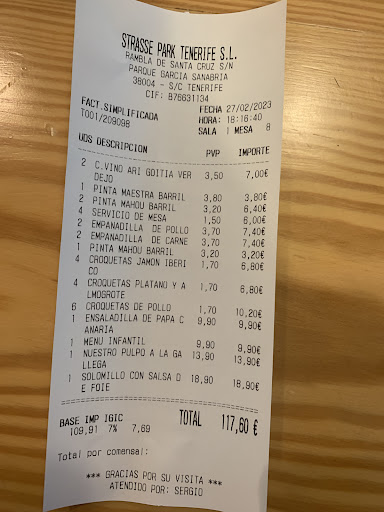 STRASSE PARK TENERIFE S.L.
RAMBLA DE SANTA CRUZ S/N
PARQUE GARCIA SANABRIA
38004 - S/C TENERIFE
CIF: B76631134
FACT.SIMPLIFICADA FECHA 27/02/2023
T001/209098 HORA: 18:16:40
SALA 1 MESA 8
UDS DESCRIPCION PVP IMPORTE
2 C.VINO ARI GOITIA VER 3,50 7,00€
DEJO
1 PINTA MAESTRA BARRIL 3,80 3,80€
2 PINTA MAHOU BARRIL 3,20 6,40€
4 SERVICIO DE MESA 1,50 6,00€
2 EMPANADILLA DE POLLO 3,70 7,40€
2 EMPANADILLA DE CARNE 3,70 7,40€
1 PINTA MAHOU BARRIL 3,20 3,20€
4 CROQUETAS JAMON IBERI 1,70 6,80€
CO
4 CROQUETAS PLATANO Y A 1,70 6,80€
LMOGROTE
6 CROQUETAS DE POLLO 1,70 10,20€
1 ENSALADILLA DE PAPA C 9,90 9,90€
ANARIA
1 MENU INFANTIL 9,90 9,90€
1 NUESTRO PULPO A LA GA 13,90 13,90€
LLEGA
1 SOLOMILLO CON SALSA D 18,90 18,90€
E FOIE
BASE IMP IGIC TOTAL 117,60 €
109,91 7% 7,69
Total por comensal:
*** GRACIAS POR SU VISITA ***
ATENDIDO POR: SERGIO